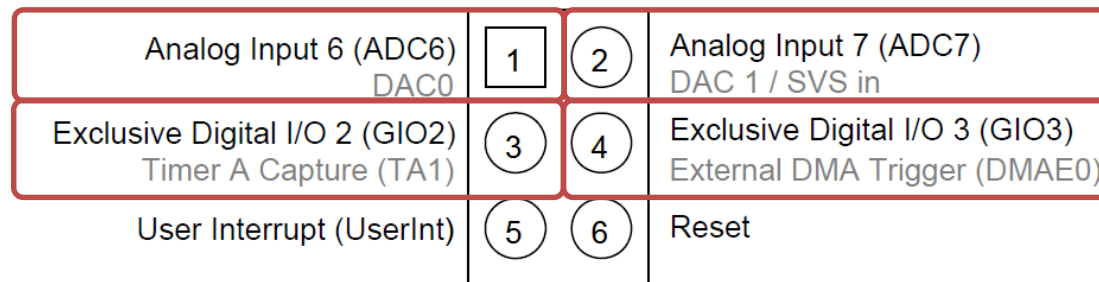 Analog Input 6 (ADC6) 1 2 Analog Input 7 (ADC7)
DAC0 DAC 1 / SVS in
Exclusive Digital I/O 2 (GIO2) 3 4 Exclusive Digital I/O 3 (GIO3)
Timer A Capture (TA1) External DMA Trigger (DMAE0)
User Interrupt (UserInt) 5 6 Reset